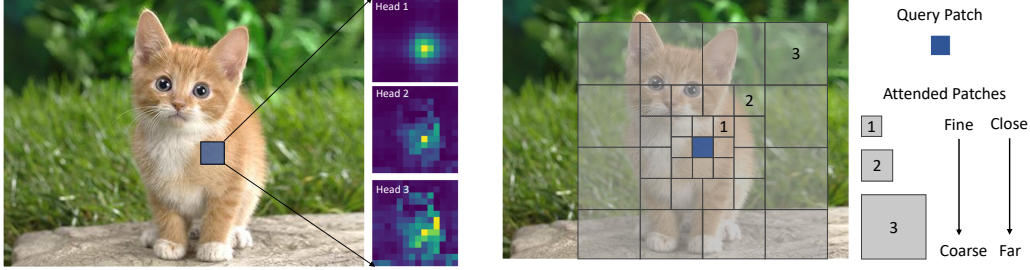 Head 1
Head 2
Head 3
3
2
1
Query Patch
Attended Patches
1
Fine
Close
2
3
Coarse
Far